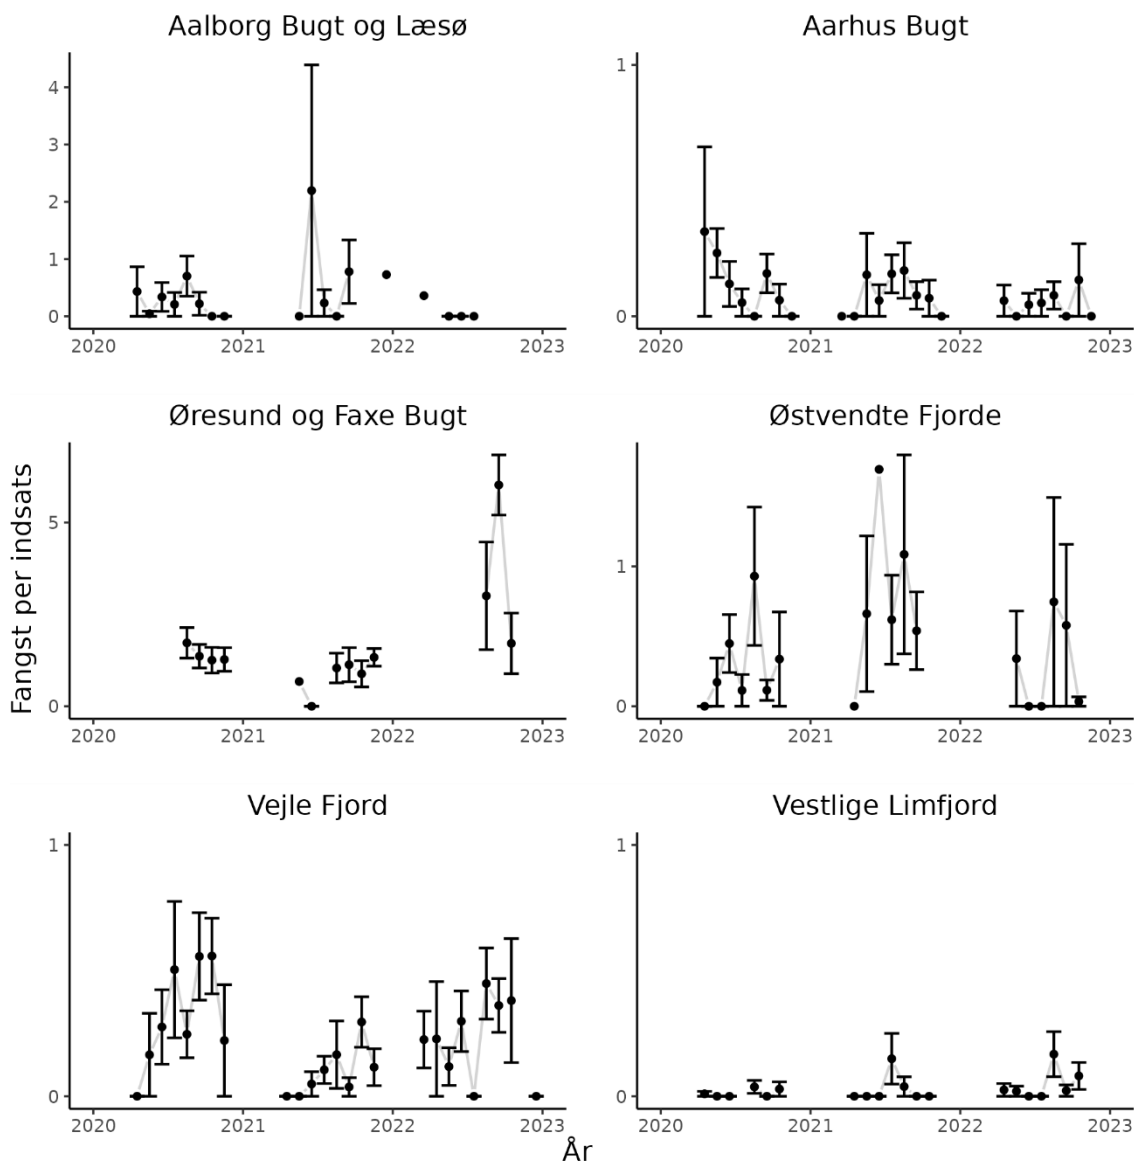 Aalborg Bugt og Læsø
4
3
2
1
0
2020 2021 2022 2023
Aarhus Bugt
1
0
2020 2021 2022 2023
Øresund og Faxe Bugt
5
0
2020 2021 2022 2023
Østvendte Fjorde
1
0
2020 2021 2022 2023
Vejle Fjord
1
0
2020 2021 2022 2023
Vestlige Limfjord
1
0
2020 2021 2022 2023
Fangst per indsats
År